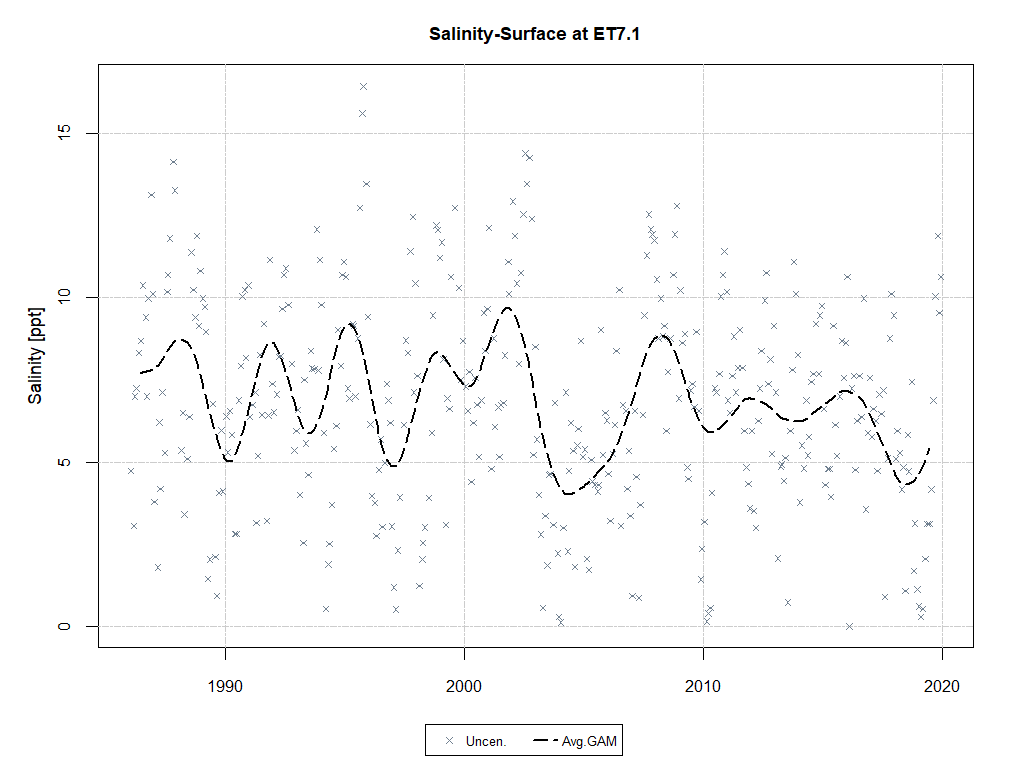 Salinity-Surface at ET7.1
Salinity [ppt]
15
10
5
0
1990 2000 2010 2020
Uncen. Avg.GAM